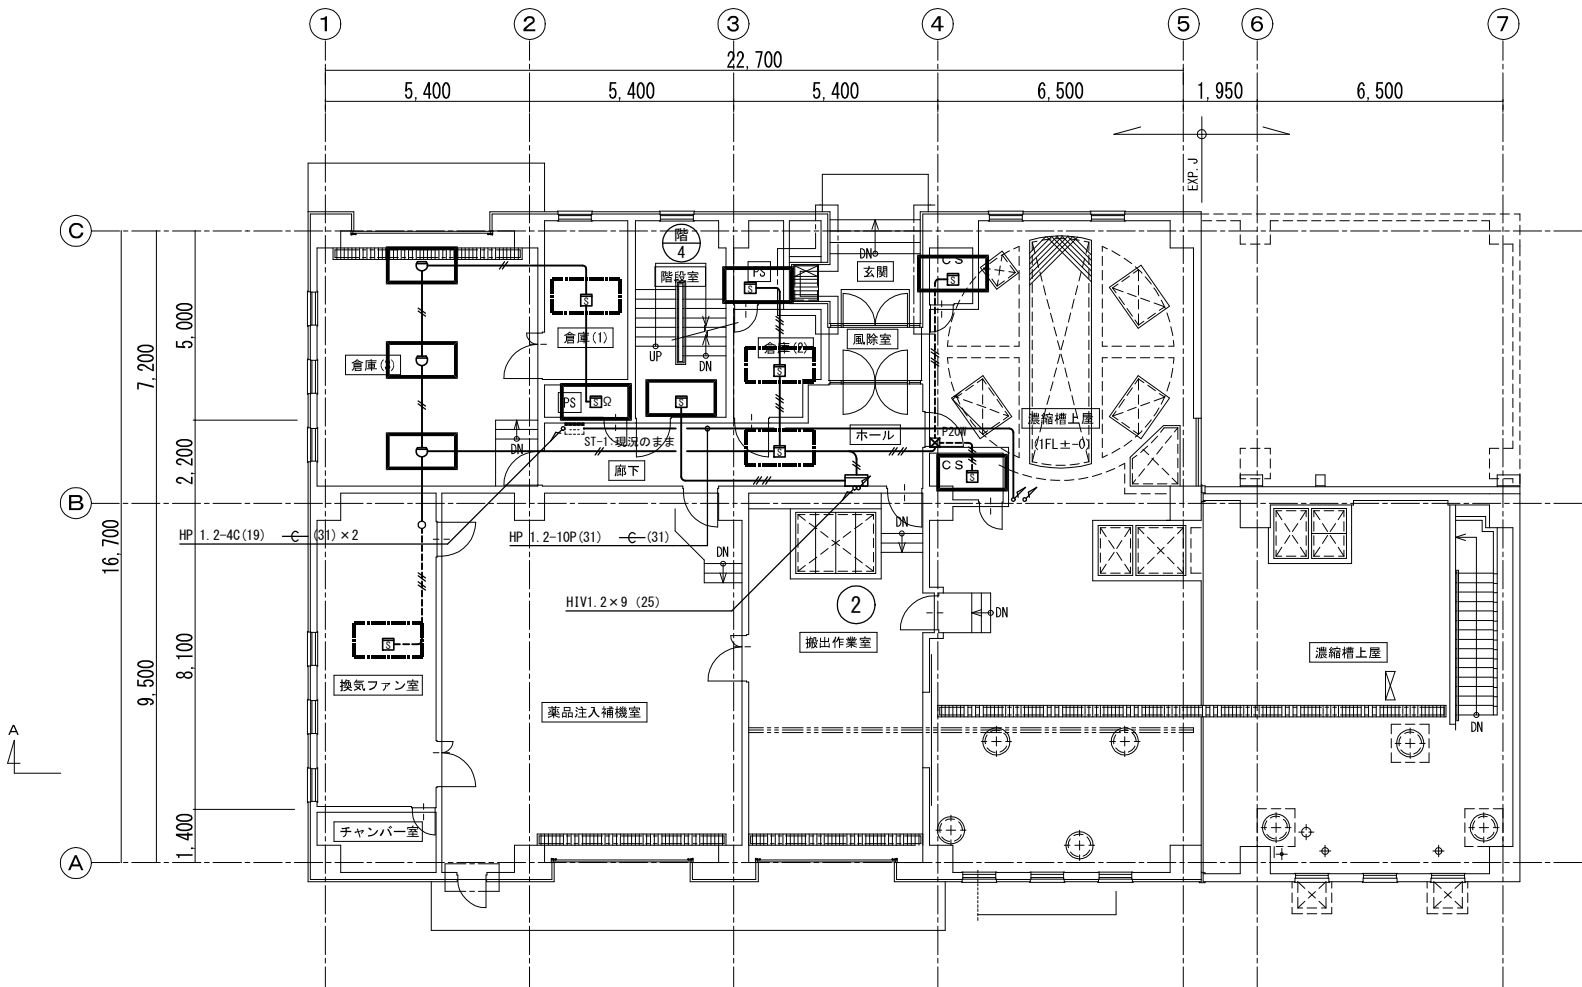 1
2
3
4
5
6
7
22,700
5,400
5,400
5,400
6,500
1,950
6,500
EXP.J
C
階
4
階段室
PS
玄関
DN
CS
5,000
7,200
倉庫(3)
倉庫(1)
UP
DN
倉庫(2)
風除室
PS
Ω
濃縮槽上屋
(1FL±-0)
P20W
ホール
ST-1:現況のまま
DN
廊下
CS
2,200
B
16,700
HP 1.2-4C(19) C (31)×2
HP 1.2-10P(31) C (31)
DN
DN
HIV1.2×9 (25)
2
DN
搬出作業室
濃縮槽上屋
8,100
9,500
換気ファン室
薬品注入補機室
DN
A
チャンバー室
1,400
A
S
S
S
S
S
S
S
S
S